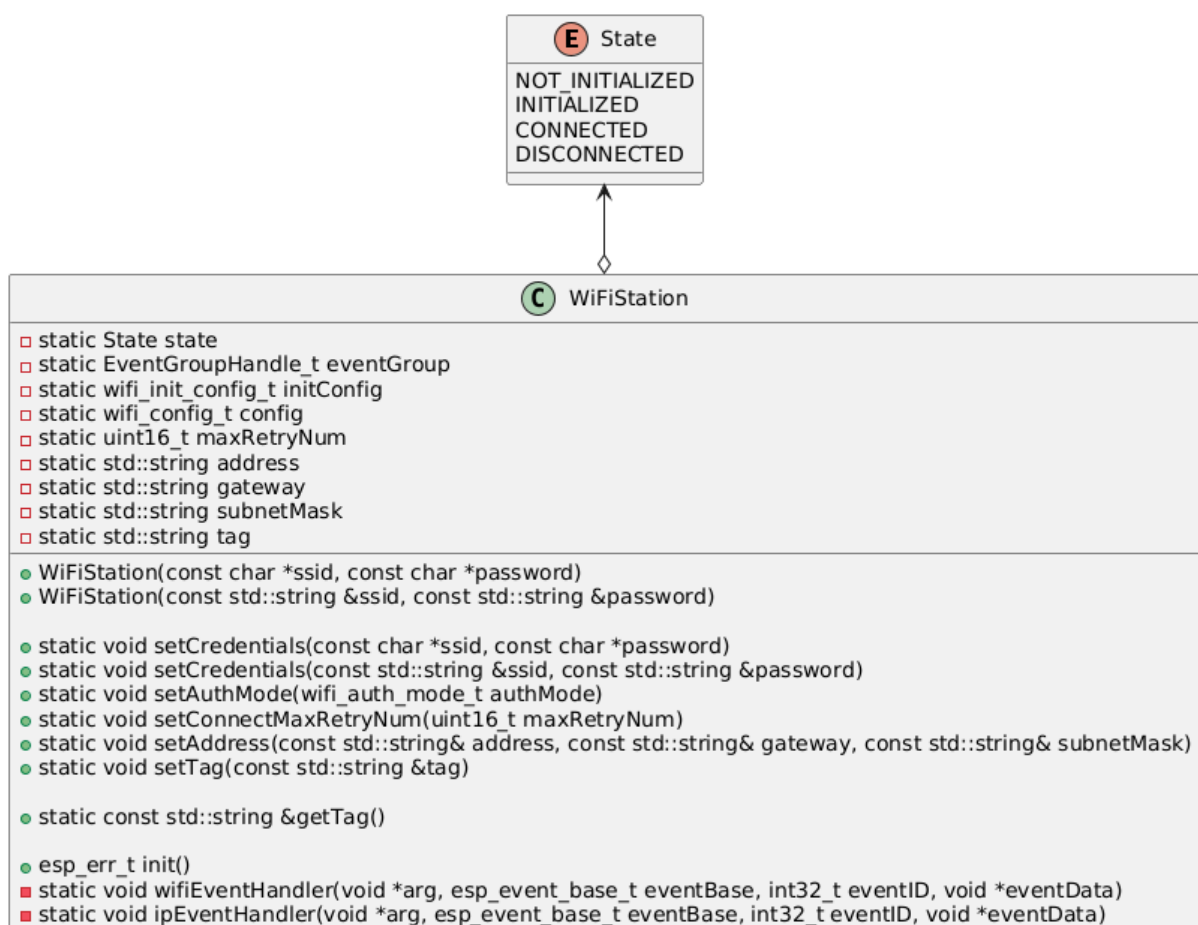 E State
NOT_INITIALIZED
INITIALIZED
CONNECTED
DISCONNECTED
C WiFiStation
static State state
static EventGroupHandle_t eventGroup
static wifi_init_config_t initConfig
static wifi_config_t config
static uint16_t maxRetryNum
static std::string address
static std::string gateway
static std::string subnetMask
static std::string tag
WiFiStation(const char *ssid, const char *password)
WiFiStation(const std::string &ssid, const std::string &password)
static void setCredentials(const char *ssid, const char *password)
static void setCredentials(const std::string &ssid, const std::string &password)
static void setAuthMode(wifi_auth_mode_t authMode)
static void setConnectMaxRetryNum(uint16_t maxRetryNum)
static void setAddress(const std::string& address, const std::string& gateway, const std::string& subnetMask)
static void setTag(const std::string &tag)
static const std::string &getTag()
esp_err_t init()
static void wifiEventHandler(void *arg, esp_event_base_t eventBase, int32_t eventID, void *eventData)
static void ipEventHandler(void *arg, esp_event_base_t eventBase, int32_t eventID, void *eventData)